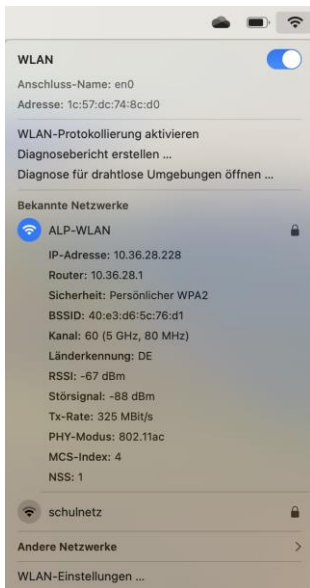 WLAN
Anschluss-Name: en0
Adresse: 1c:57:dc:74:8c:d0
WLAN-Protokollierung aktivieren
Diagnosebericht erstellen ...
Diagnose für drahtlose Umgebungen öffnen ...
Bekannte Netzwerke
ALP-WLAN
IP-Adresse: 10.36.28.228
Router: 10.36.28.1
Sicherheit: Persönlicher WPA2
BSSID: 40:e3:d6:5c:76:d1
Kanal: 60 (5 GHz, 80 MHz)
Länderkennung: DE
RSSI: -67 dBm
Störsignal: -88 dBm
Tx-Rate: 325 MBit/s
PHY-Modus: 802.11ac
MCS-Index: 4
NSS: 1
schulnetz
Andere Netzwerke
WLAN-Einstellungen ...